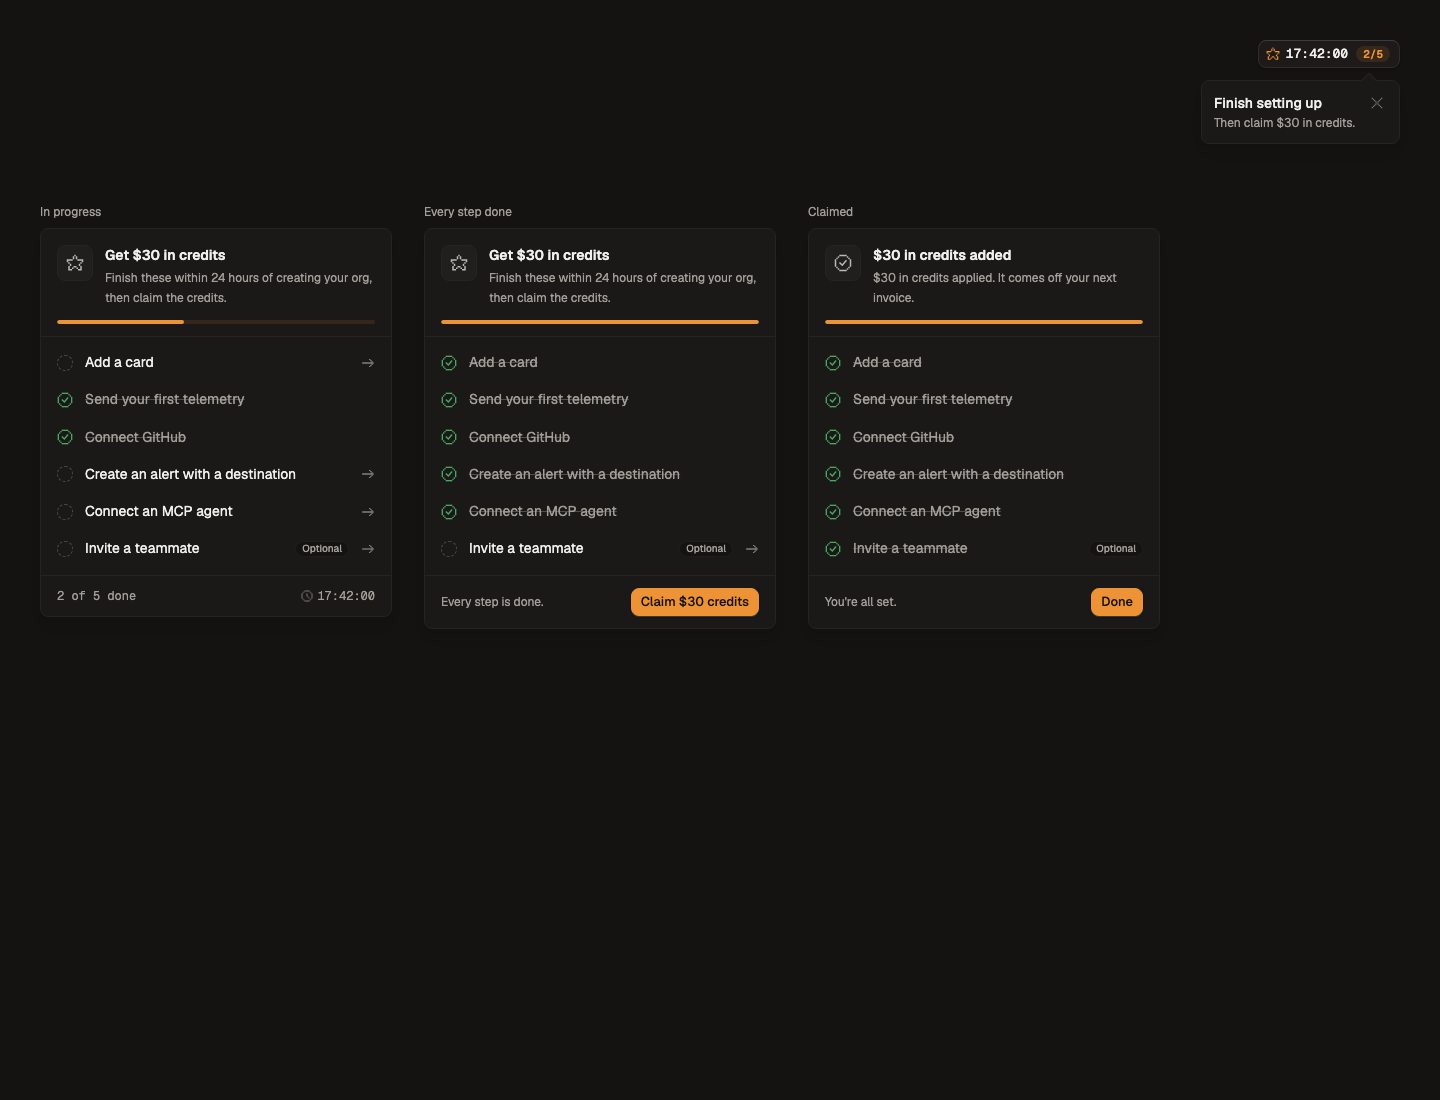 17:42:00 2/5
Finish setting up
Then claim $30 in credits.
In progress
Get $30 in credits
Finish these within 24 hours of creating your org,
then claim the credits.
Add a card
Send your first telemetry
Connect GitHub
Create an alert with a destination
Connect an MCP agent
Invite a teammate Optional
2 of 5 done 17:42:00
Every step done
Get $30 in credits
Finish these within 24 hours of creating your org,
then claim the credits.
Add a card
Send your first telemetry
Connect GitHub
Create an alert with a destination
Connect an MCP agent
Invite a teammate Optional
Every step is done. Claim $30 credits
Claimed
$30 in credits added
$30 in credits applied. It comes off your next
invoice.
Add a card
Send your first telemetry
Connect GitHub
Create an alert with a destination
Connect an MCP agent
Invite a teammate Optional
You're all set. Done